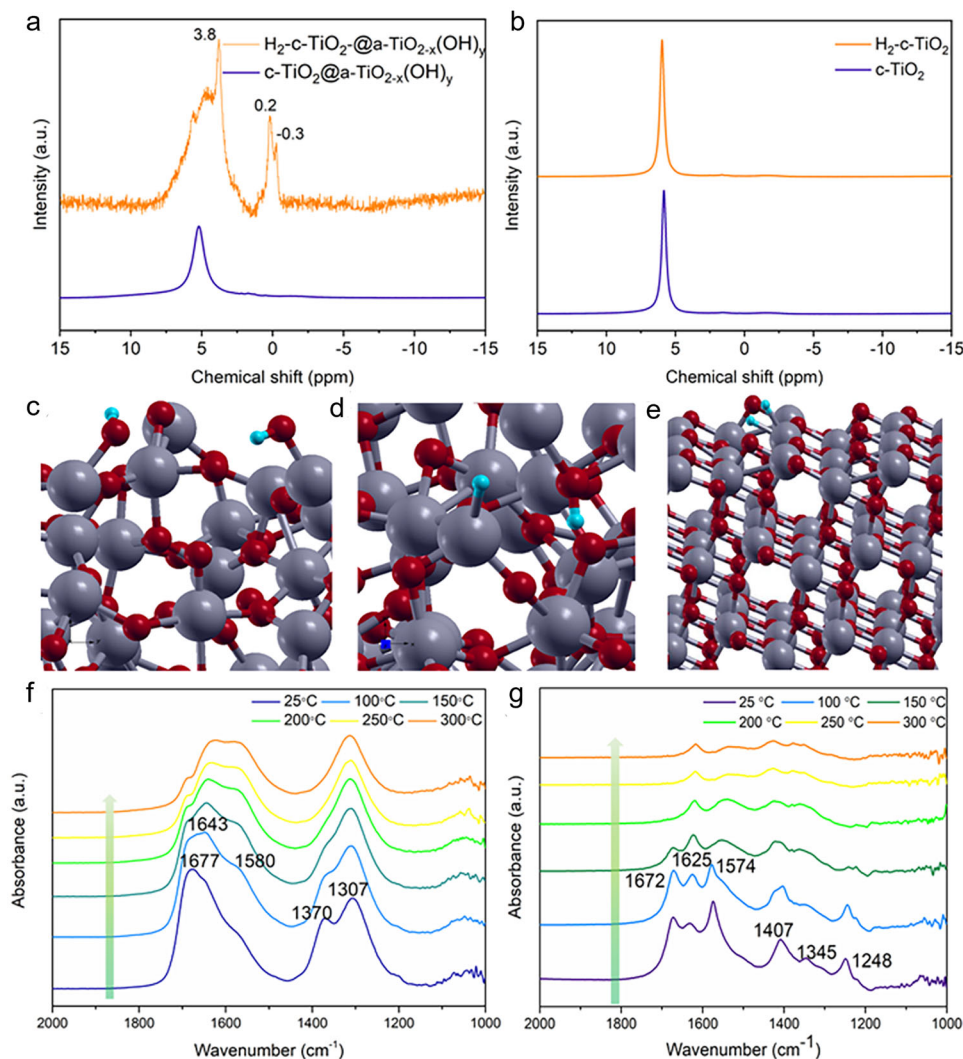 a
3.8
H₂-c-TiO₂-@a-TiO₂₋ₓ(OH)ᵧ
c-TiO₂@a-TiO₂₋ₓ(OH)ᵧ
0.2
-0.3
Intensity (a.u.)
15 10 5 0 -5 -10 -15
Chemical shift (ppm)
b
H₂-c-TiO₂
c-TiO₂
Intensity (a.u.)
15 10 5 0 -5 -10 -15
Chemical shift (ppm)
c
d
e
f
25°C 100°C 150°C
200°C 250°C 300°C
1643
1677 1580
1370 1307
Absorbance (a.u.)
2000 1800 1600 1400 1200 1000
Wavenumber (cm⁻¹)
g
25 °C 100 °C 150 °C
200 °C 250 °C 300 °C
1672 1625 1574
1407
1345 1248
Absorbance (a.u.)
2000 1800 1600 1400 1200 1000
Wavenumber (cm⁻¹)